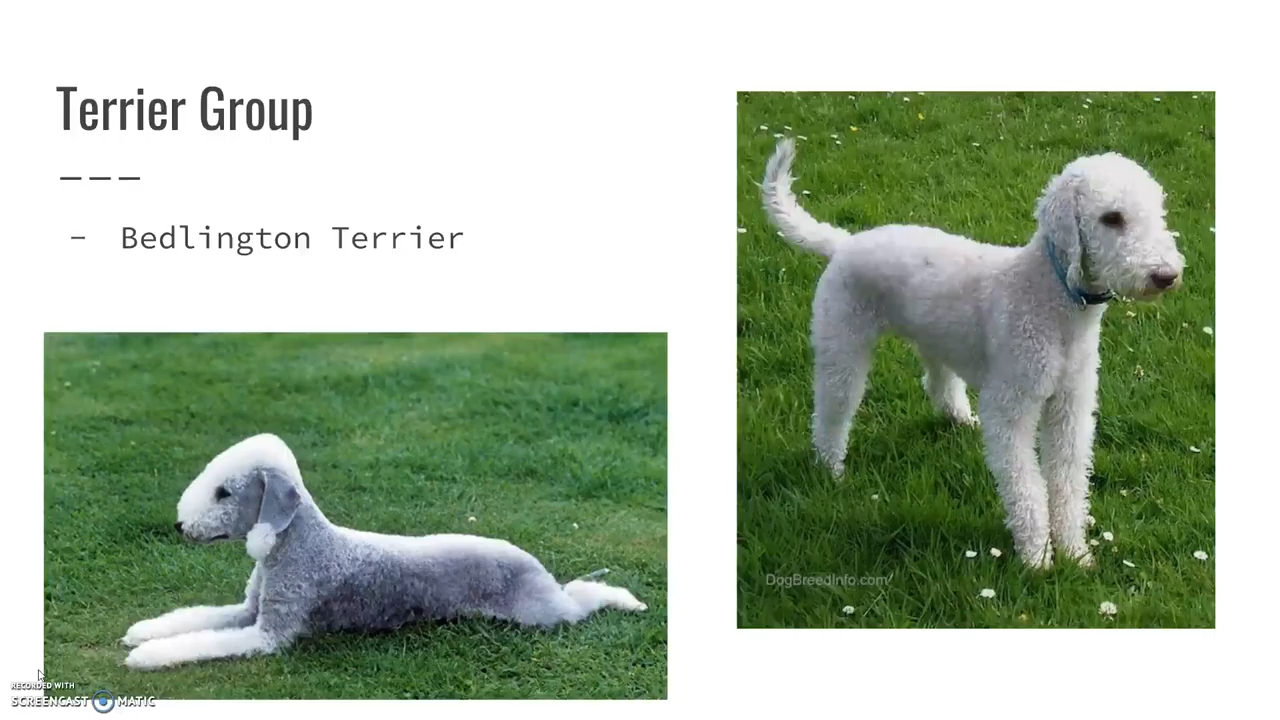 Terrier Group
– Bedlington Terrier
DogBreedInfo.com
RECORDED WITH
SCREENCAST MATIC